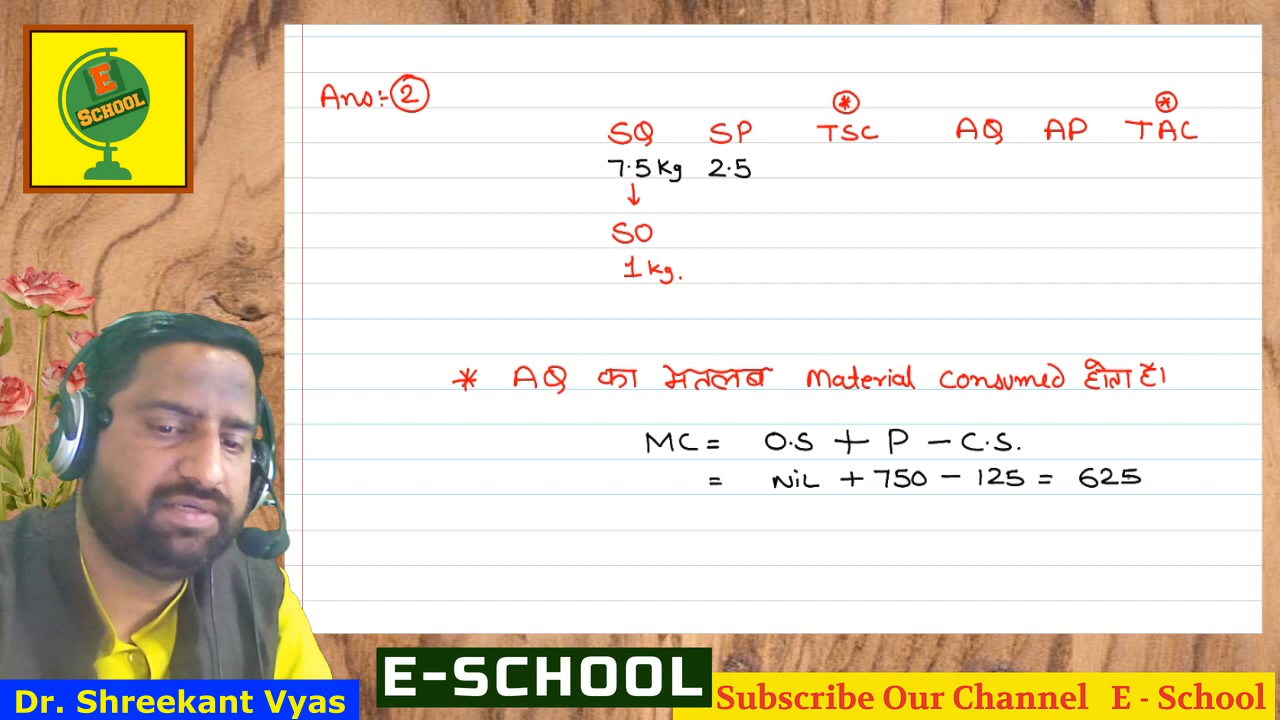 E
SCHOOL
Ans:- 2
* *
SQ SP TSC AQ AP TAC
7.5 kg 2.5
↓
SO
1 kg.
* AQ का मतलब Material consumed होता है।
MC = O.S + P - C.S.
= NiL + 750 - 125 = 625
E-SCHOOL
Dr. Shreekant Vyas
Subscribe Our Channel E - School